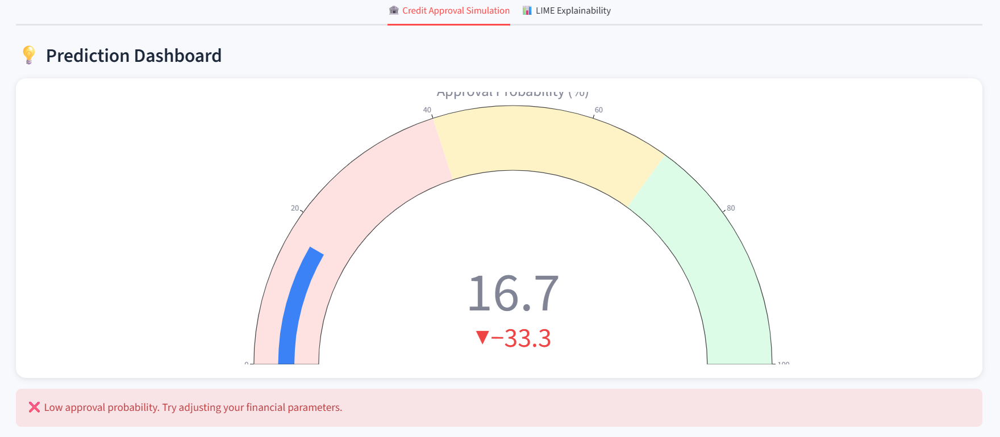 Credit Approval Simulation
LIME Explainability
Prediction Dashboard
Approval Probability (%)
40
60
20
80
16.7
▼−33.3
0
100
❌ Low approval probability. Try adjusting your financial parameters.